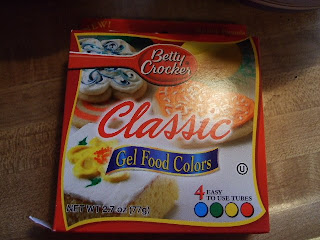 Betty
Crocker
Classic
Gel Food Colors
4 EASY
TO USE TUBES
U
NET WT 2.7 oz (77g)